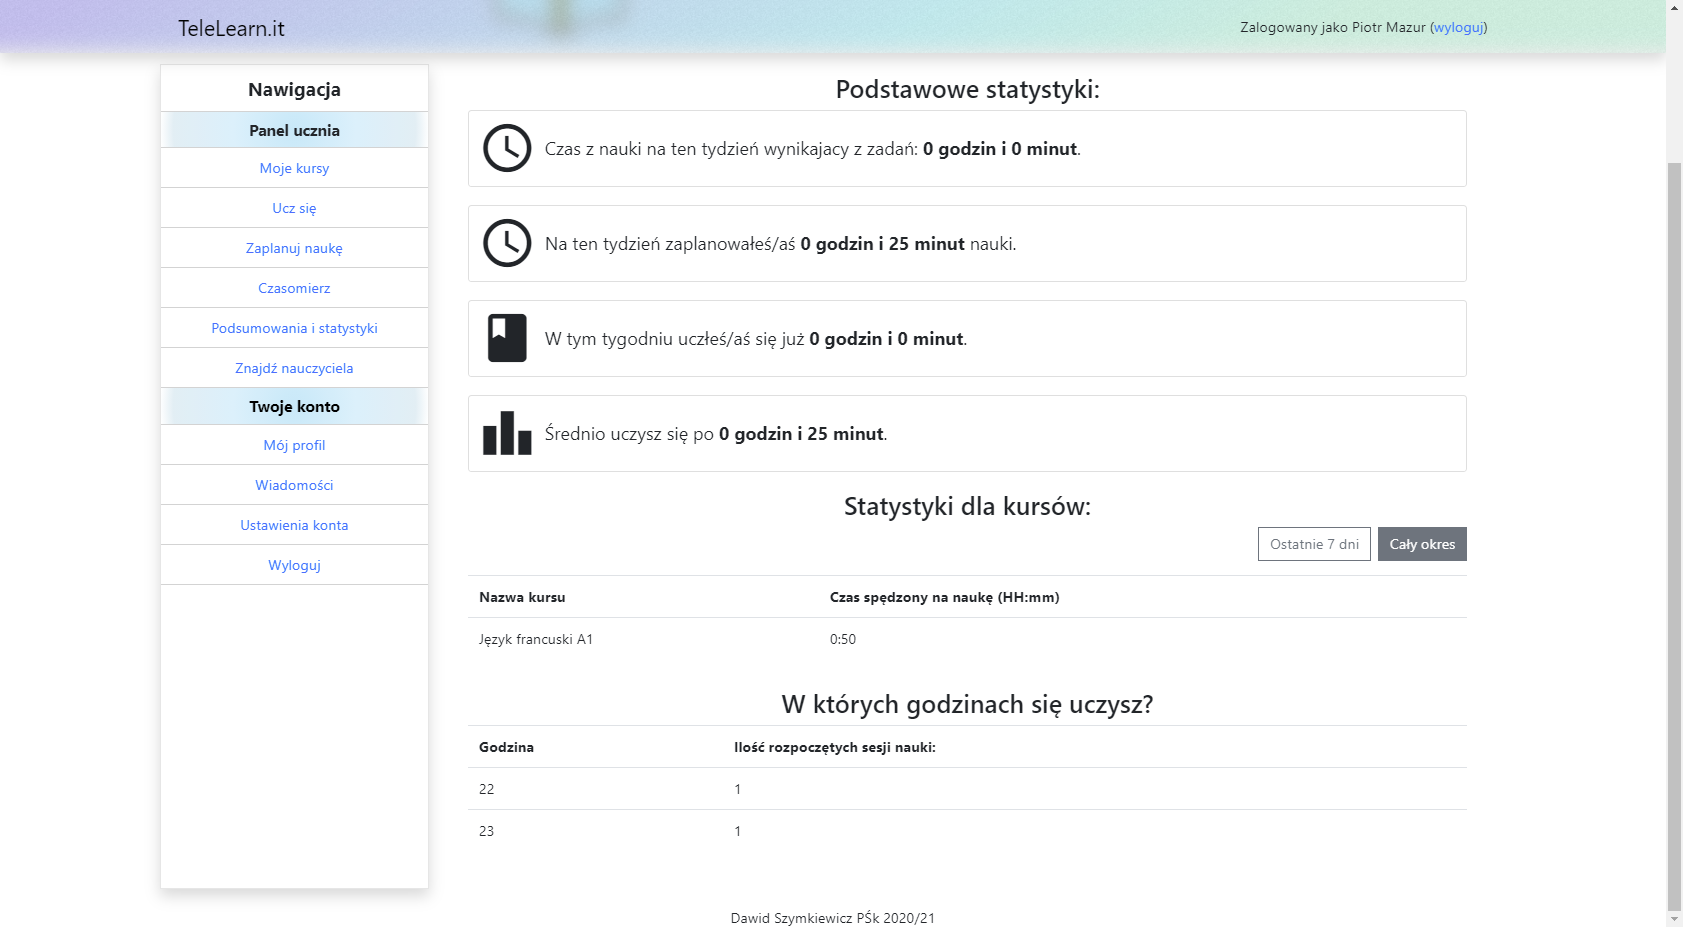 TeleLearn.it
Zalogowany jako Piotr Mazur (wyloguj)
Nawigacja
Panel ucznia
Moje kursy
Ucz się
Zaplanuj naukę
Czasomierz
Podsumowania i statystyki
Znajdź nauczyciela
Twoje konto
Mój profil
Wiadomości
Ustawienia konta
Wyloguj
Podstawowe statystyki:
Czas z nauki na ten tydzień wynikajacy z zadań: 0 godzin i 0 minut.
Na ten tydzień zaplanowałeś/aś 0 godzin i 25 minut nauki.
W tym tygodniu uczłeś/aś się już 0 godzin i 0 minut.
Średnio uczysz się po 0 godzin i 25 minut.
Statystyki dla kursów:
Ostatnie 7 dni Cały okres
Nazwa kursu Czas spędzony na naukę (HH:mm)
Język francuski A1 0:50
W których godzinach się uczysz?
Godzina Ilość rozpoczętych sesji nauki:
22 1
23 1
Dawid Szymkiewicz PŚk 2020/21